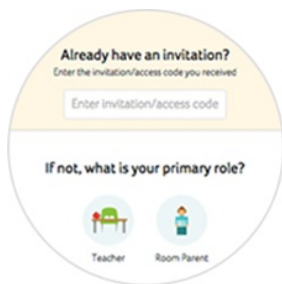 Already have an invitation?
Enter the invitation/access code you received
Enter invitation/access code
If not, what is your primary role?
Teacher
Room Parent